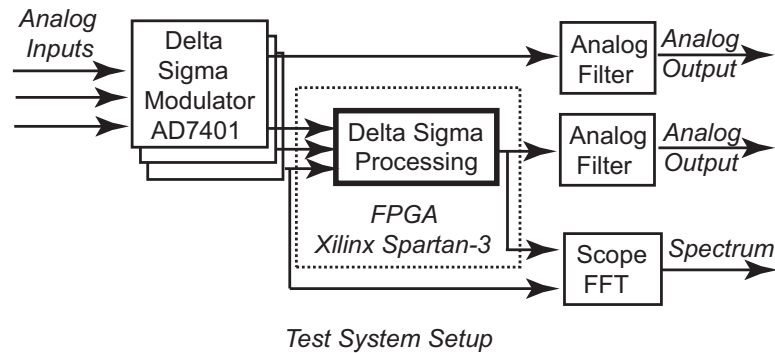 Analog
Inputs
Delta
Sigma
Modulator
AD7401
Analog
Filter
Analog
Output
Delta Sigma
Processing
FPGA
Xilinx Spartan-3
Analog
Filter
Analog
Output
Scope
FFT
Spectrum
Test System Setup